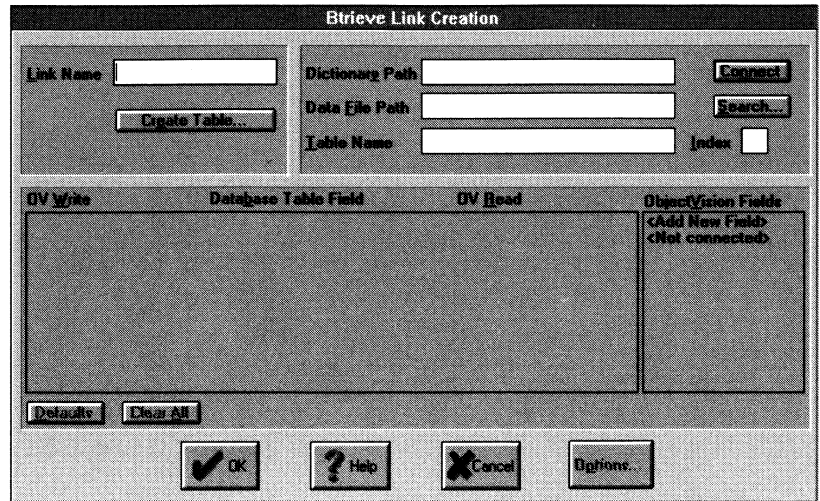 Btrieve Link Creation
Link Name
Create Table...
Dictionary Path
Connect
Data File Path
Search...
Table Name
Index
OV Write
Database Table Field
OV Read
ObjectVision Fields
<Add New Field>
<Not connected>
Defaults
Clear All
OK
Help
Cancel
Options...